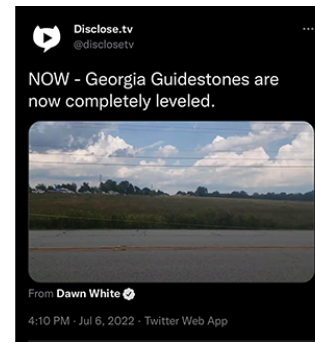 Disclose.tv
@disclosetv
NOW - Georgia Guidestones are
now completely leveled.
From Dawn White
4:10 PM · Jul 6, 2022 · Twitter Web App